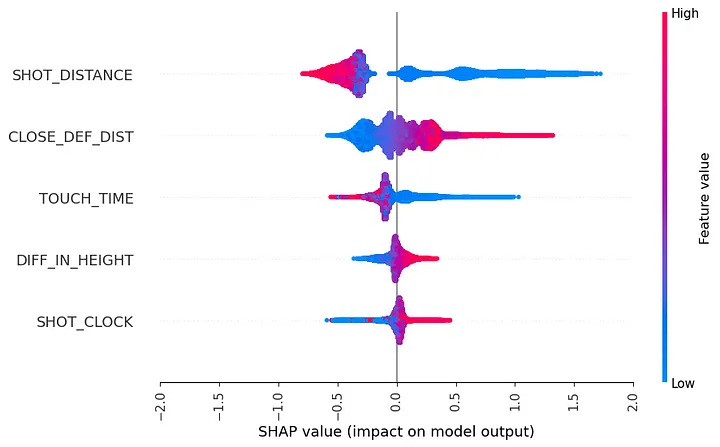 High
SHOT_DISTANCE
CLOSE_DEF_DIST
TOUCH_TIME
DIFF_IN_HEIGHT
SHOT_CLOCK
Feature value
Low
−2.0 −1.5 −1.0 −0.5 0.0 0.5 1.0 1.5 2.0
SHAP value (impact on model output)